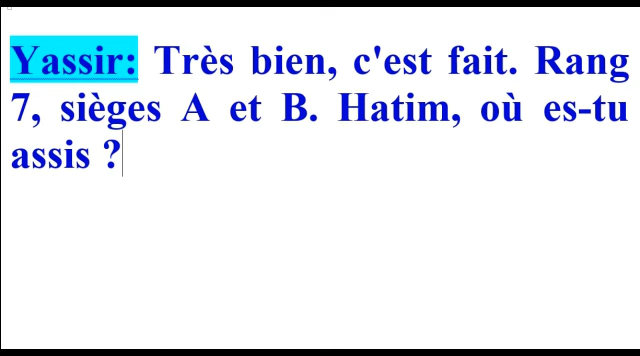 Yassir: Très bien, c'est fait. Rang
7, sièges A et B. Hatim, où es-tu
assis ?